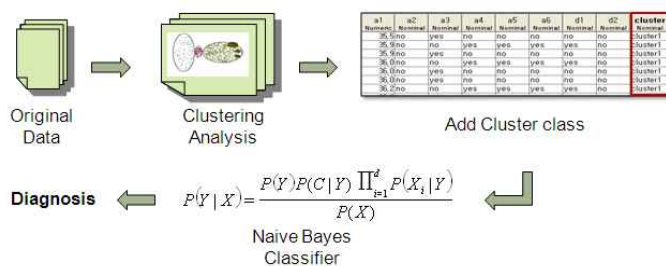 a1 a2 a3 a4 a5 a6 d1 d2 cluster
Numeric Nominal Nominal Nominal Nominal Nominal Nominal Nominal Nominal
35,5 no yes no no no no no cluster1
35,9 no no yes yes yes yes no cluster1
35,9 no yes no no no no no cluster1
36,0 no no yes yes yes yes no cluster1
36,0 no yes no no no no no cluster1
36,0 no yes no no no no no cluster1
36,2 no no yes yes yes yes no cluster1
Original
Data
Clustering
Analysis
Add Cluster class
Diagnosis
P(Y | X) = P(Y)P(C | Y) ∏_{i=1}^{d} P(X_i | Y) / P(X)
Naive Bayes
Classifier